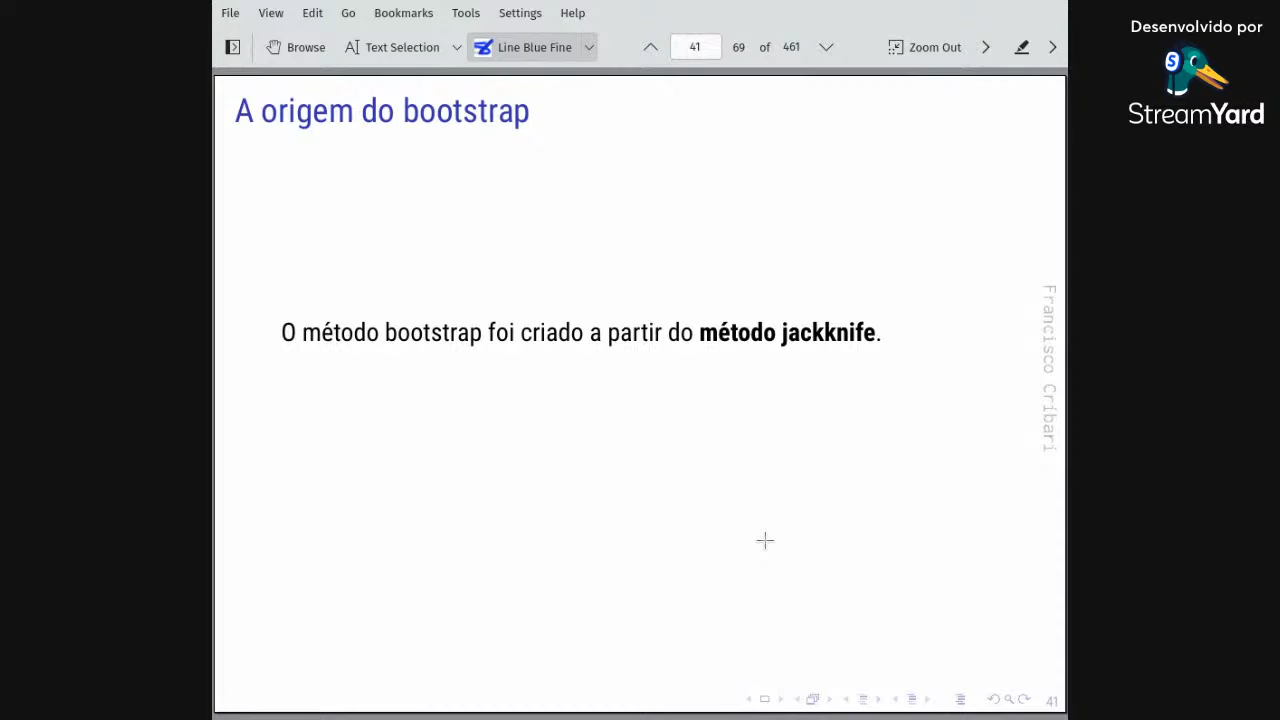 File View Edit Go Bookmarks Tools Settings Help
Desenvolvido por
Browse Text Selection Line Blue Fine 41 69 of 461 Zoom Out
StreamYard
A origem do bootstrap
O método bootstrap foi criado a partir do método jackknife.
Francisco Cribari
41